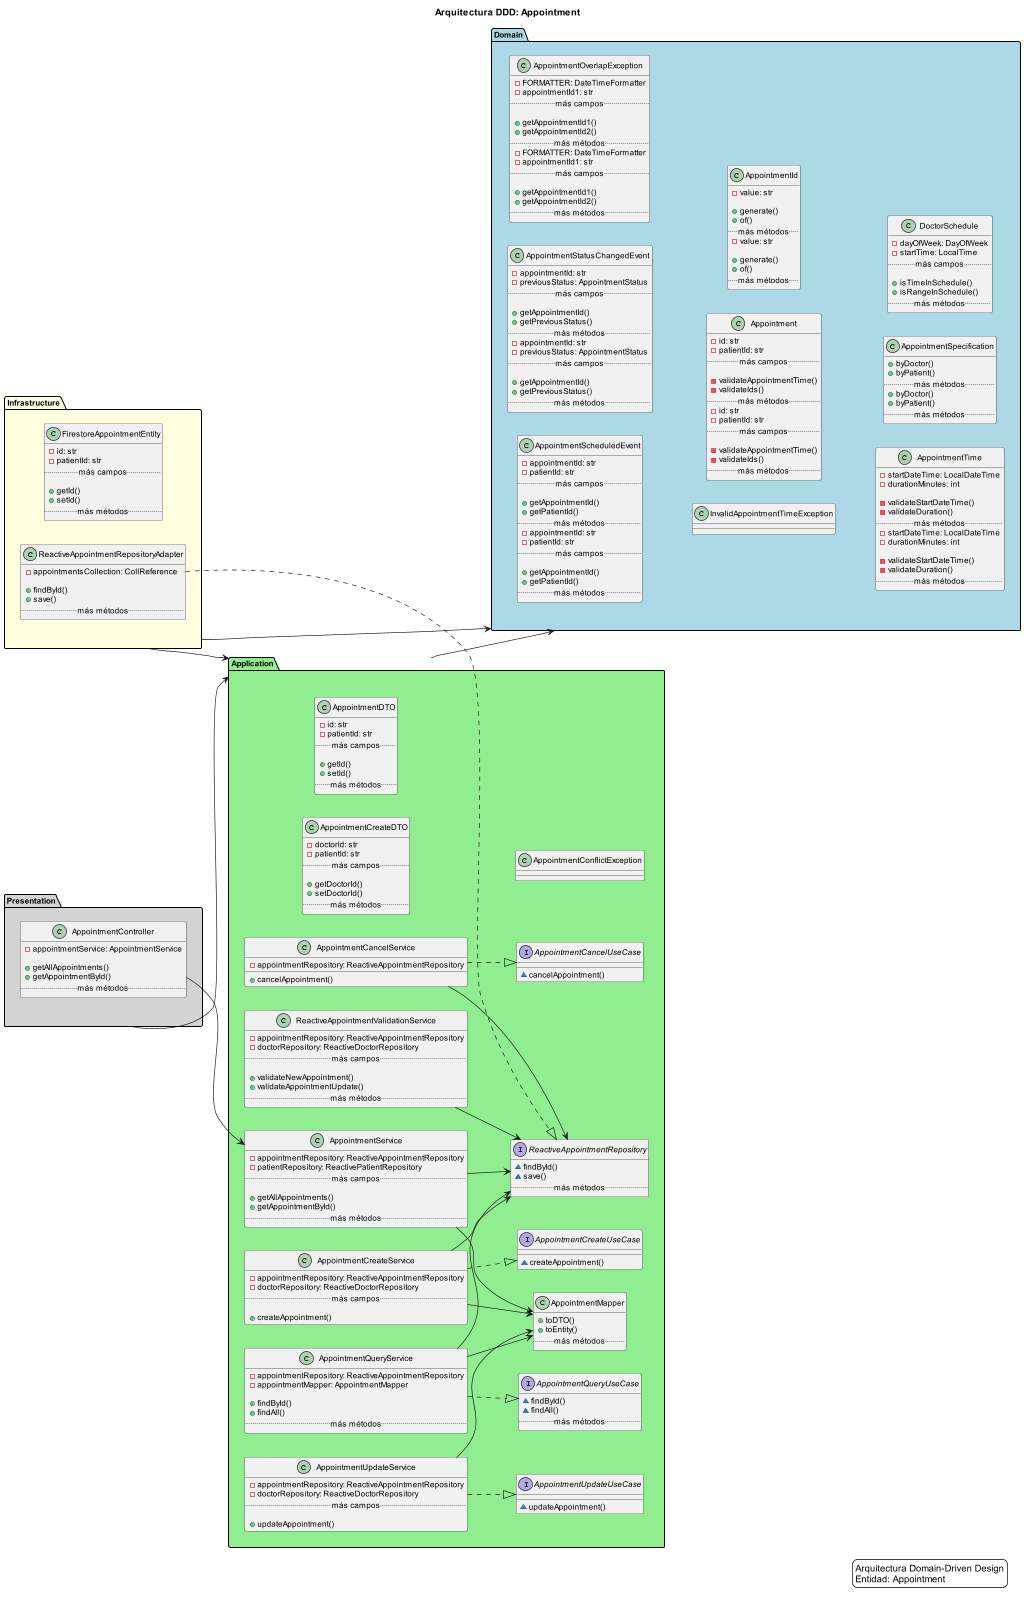 Arquitectura DDD: Appointment
Domain
C AppointmentOverlapException
FORMATTER: DateTimeFormatter
appointmentId1: str
más campos
getAppointmentId1()
getAppointmentId2()
más métodos
FORMATTER: DateTimeFormatter
appointmentId1: str
más campos
getAppointmentId1()
getAppointmentId2()
más métodos
C AppointmentStatusChangedEvent
appointmentId: str
previousStatus: AppointmentStatus
más campos
getAppointmentId()
getPreviousStatus()
más métodos
appointmentId: str
previousStatus: AppointmentStatus
más campos
getAppointmentId()
getPreviousStatus()
más métodos
C AppointmentScheduledEvent
appointmentId: str
patientId: str
más campos
getAppointmentId()
getPatientId()
más métodos
appointmentId: str
patientId: str
más campos
getAppointmentId()
getPatientId()
más métodos
C AppointmentId
value: str
generate()
of()
más métodos
value: str
generate()
of()
más métodos
C Appointment
id: str
patientId: str
más campos
validateAppointmentTime()
validateIds()
más métodos
id: str
patientId: str
más campos
validateAppointmentTime()
validateIds()
más métodos
C InvalidAppointmentTimeException
C DoctorSchedule
dayOfWeek: DayOfWeek
startTime: LocalTime
más campos
isTimeInSchedule()
isRangeInSchedule()
más métodos
C AppointmentSpecification
byDoctor()
byPatient()
más métodos
byDoctor()
byPatient()
más métodos
C AppointmentTime
startDateTime: LocalDateTime
durationMinutes: int
validateStartDateTime()
validateDuration()
más métodos
startDateTime: LocalDateTime
durationMinutes: int
validateStartDateTime()
validateDuration()
más métodos
Infrastructure
C FirestoreAppointmentEntity
id: str
patientId: str
más campos
getId()
setId()
más métodos
C ReactiveAppointmentRepositoryAdapter
appointmentsCollection: CollReference
findById()
save()
más métodos
Application
C AppointmentDTO
id: str
patientId: str
más campos
getId()
setId()
más métodos
C AppointmentCreateDTO
doctorId: str
patientId: str
más campos
getDoctorId()
setDoctorId()
más métodos
C AppointmentConflictException
Presentation
C AppointmentController
appointmentService: AppointmentService
getAllAppointments()
getAppointmentById()
más métodos
C AppointmentCancelService
appointmentRepository: ReactiveAppointmentRepository
cancelAppointment()
I AppointmentCancelUseCase
cancelAppointment()
C ReactiveAppointmentValidationService
appointmentRepository: ReactiveAppointmentRepository
doctorRepository: ReactiveDoctorRepository
más campos
validateNewAppointment()
validateAppointmentUpdate()
más métodos
C AppointmentService
appointmentRepository: ReactiveAppointmentRepository
patientRepository: ReactivePatientRepository
más campos
getAllAppointments()
getAppointmentById()
más métodos
I ReactiveAppointmentRepository
findById()
save()
más métodos
C AppointmentCreateService
appointmentRepository: ReactiveAppointmentRepository
doctorRepository: ReactiveDoctorRepository
más campos
createAppointment()
I AppointmentCreateUseCase
createAppointment()
C AppointmentMapper
toDTO()
toEntity()
más métodos
C AppointmentQueryService
appointmentRepository: ReactiveAppointmentRepository
appointmentMapper: AppointmentMapper
findById()
findAll()
más métodos
I AppointmentQueryUseCase
findById()
findAll()
más métodos
C AppointmentUpdateService
appointmentRepository: ReactiveAppointmentRepository
doctorRepository: ReactiveDoctorRepository
más campos
updateAppointment()
I AppointmentUpdateUseCase
updateAppointment()
Arquitectura Domain-Driven Design
Entidad: Appointment